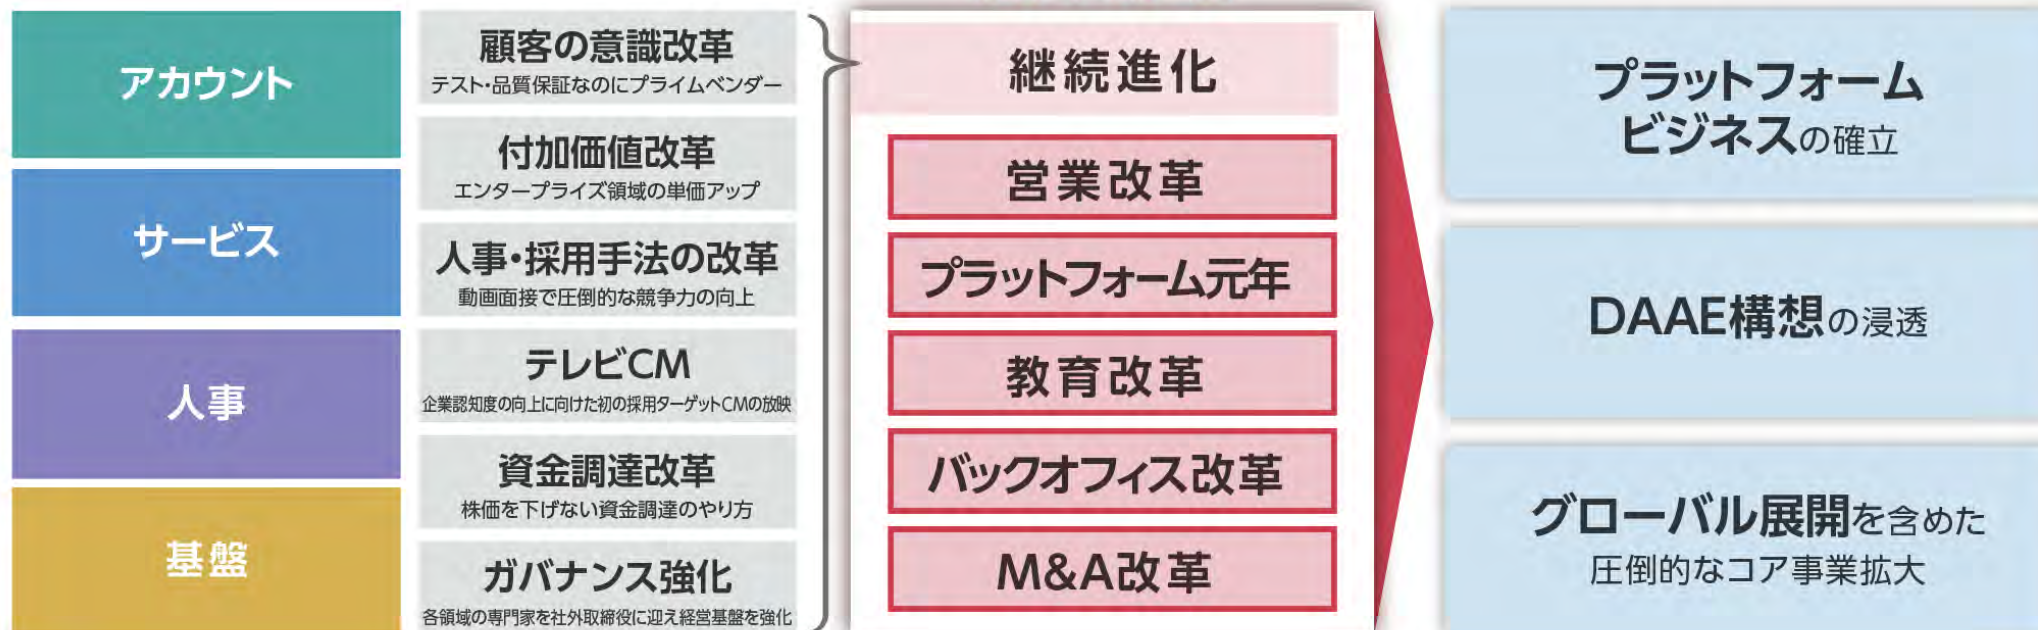 アカウント
サービス
人事
基盤
顧客の意識改革
テスト・品質保証なのにプライムベンダー
付加価値改革
エンタープライズ領域の単価アップ
人事・採用手法の改革
動画面接で圧倒的な競争力の向上
テレビCM
企業認知度の向上に向けた初の採用ターゲットCMの放映
資金調達改革
株価を下げない資金調達のやり方
ガバナンス強化
各領域の専門家を社外取締役に迎え経営基盤を強化
継続進化
営業改革
プラットフォーム元年
教育改革
バックオフィス改革
M&A改革
プラットフォーム
ビジネスの確立
DAAE構想の浸透
グローバル展開を含めた
圧倒的なコア事業拡大